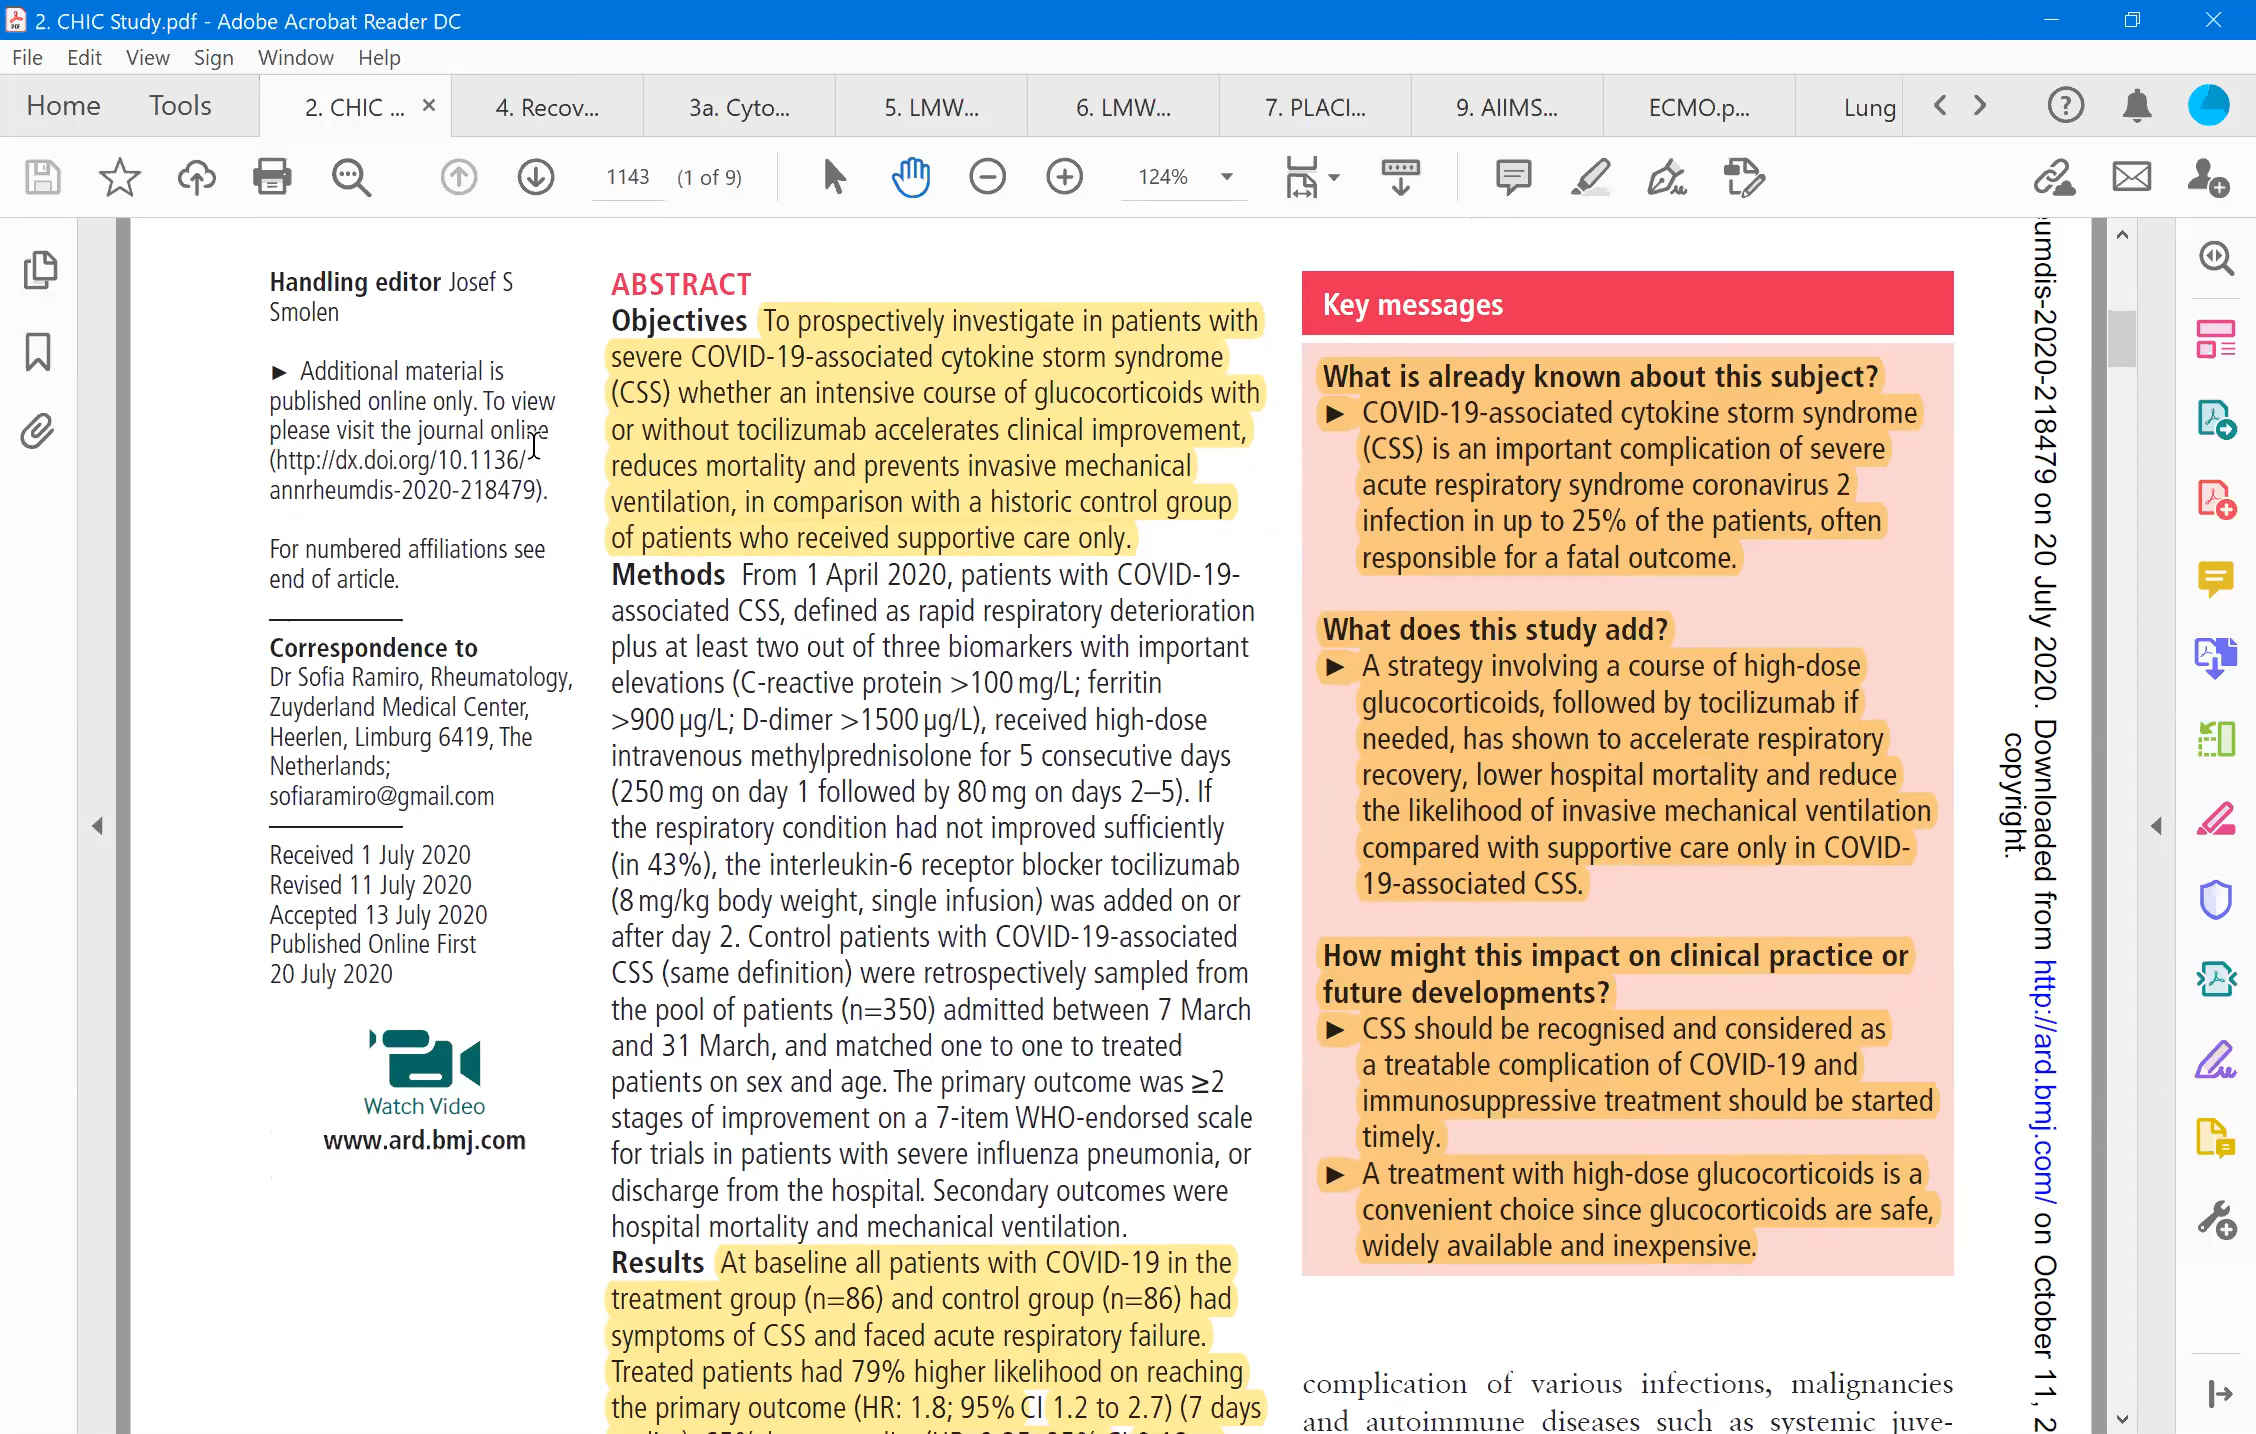 2. CHIC Study.pdf - Adobe Acrobat Reader DC
File Edit View Sign Window Help
Home Tools 2. CHIC ... × 4. Recov... 3a. Cyto... 5. LMW... 6. LMW... 7. PLACI... 9. AIIMS... ECMO.p... Lung
1143 (1 of 9) 124%
Handling editor Josef S
Smolen
► Additional material is
published online only. To view
please visit the journal online
(http://dx.doi.org/10.1136/
annrheumdis-2020-218479).
For numbered affiliations see
end of article.
Correspondence to
Dr Sofia Ramiro, Rheumatology,
Zuyderland Medical Center,
Heerlen, Limburg 6419, The
Netherlands;
sofiaramiro@gmail.com
Received 1 July 2020
Revised 11 July 2020
Accepted 13 July 2020
Published Online First
20 July 2020
Watch Video
www.ard.bmj.com
ABSTRACT
Objectives To prospectively investigate in patients with
severe COVID-19-associated cytokine storm syndrome
(CSS) whether an intensive course of glucocorticoids with
or without tocilizumab accelerates clinical improvement,
reduces mortality and prevents invasive mechanical
ventilation, in comparison with a historic control group
of patients who received supportive care only.
Methods From 1 April 2020, patients with COVID-19-
associated CSS, defined as rapid respiratory deterioration
plus at least two out of three biomarkers with important
elevations (C-reactive protein >100 mg/L; ferritin
>900 µg/L; D-dimer >1500 µg/L), received high-dose
intravenous methylprednisolone for 5 consecutive days
(250 mg on day 1 followed by 80 mg on days 2–5). If
the respiratory condition had not improved sufficiently
(in 43%), the interleukin-6 receptor blocker tocilizumab
(8 mg/kg body weight, single infusion) was added on or
after day 2. Control patients with COVID-19-associated
CSS (same definition) were retrospectively sampled from
the pool of patients (n=350) admitted between 7 March
and 31 March, and matched one to one to treated
patients on sex and age. The primary outcome was ≥2
stages of improvement on a 7-item WHO-endorsed scale
for trials in patients with severe influenza pneumonia, or
discharge from the hospital. Secondary outcomes were
hospital mortality and mechanical ventilation.
Results At baseline all patients with COVID-19 in the
treatment group (n=86) and control group (n=86) had
symptoms of CSS and faced acute respiratory failure.
Treated patients had 79% higher likelihood on reaching
the primary outcome (HR: 1.8; 95% CI 1.2 to 2.7) (7 days
Key messages
What is already known about this subject?
► COVID-19-associated cytokine storm syndrome
(CSS) is an important complication of severe
acute respiratory syndrome coronavirus 2
infection in up to 25% of the patients, often
responsible for a fatal outcome.
What does this study add?
► A strategy involving a course of high-dose
glucocorticoids, followed by tocilizumab if
needed, has shown to accelerate respiratory
recovery, lower hospital mortality and reduce
the likelihood of invasive mechanical ventilation
compared with supportive care only in COVID-
19-associated CSS.
How might this impact on clinical practice or
future developments?
► CSS should be recognised and considered as
a treatable complication of COVID-19 and
immunosuppressive treatment should be started
timely.
► A treatment with high-dose glucocorticoids is a
convenient choice since glucocorticoids are safe,
widely available and inexpensive.
complication of various infections, malignancies
and autoimmune diseases such as systemic juve-
eumdis-2020-218479 on 20 July 2020. Downloaded from http://ard.bmj.com/ on October 11, 2
copyright.